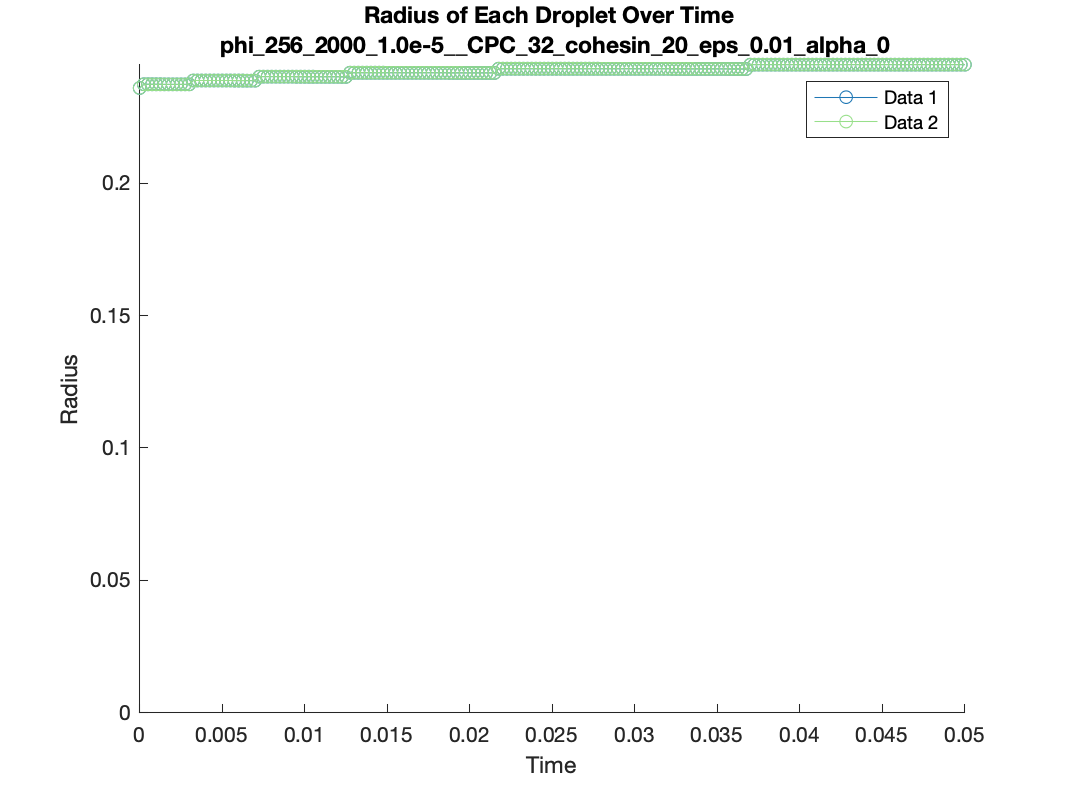 Radius of Each Droplet Over Time
phi_256_2000_1.0e-5__CPC_32_cohesin_20_eps_0.01_alpha_0
Data 1
Data 2
0.2
0.15
0.1
0.05
0
Radius
0 0.005 0.01 0.015 0.02 0.025 0.03 0.035 0.04 0.045 0.05
Time